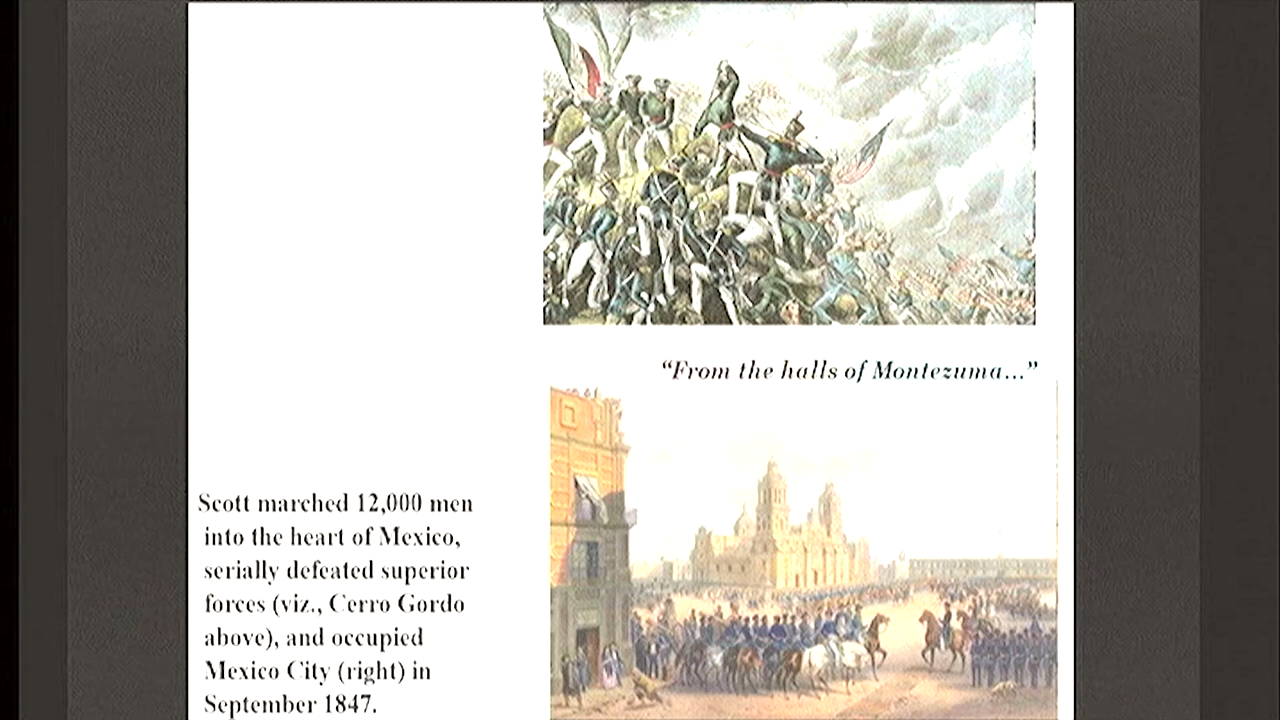 “From the halls of Montezuma...”
Scott marched 12,000 men
into the heart of Mexico,
serially defeated superior
forces (viz., Cerro Gordo
above), and occupied
Mexico City (right) in
September 1847.